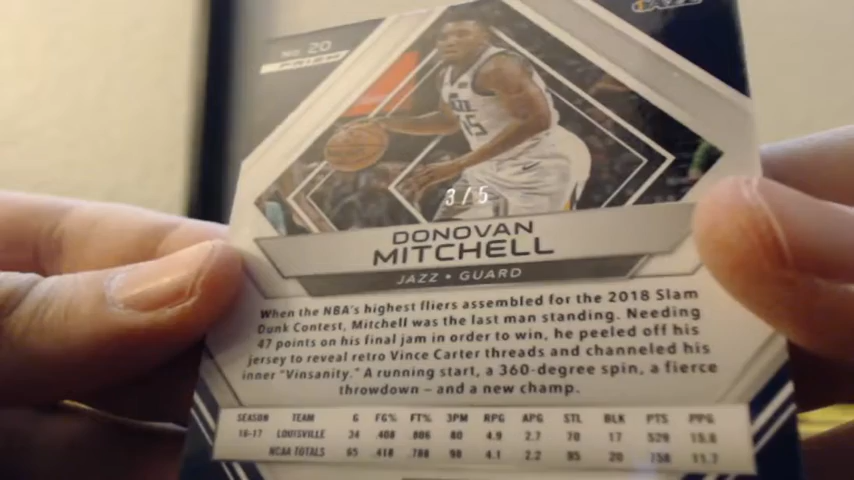 No. 20
PRIZM
JAZZ
3/5
DONOVAN
MITCHELL
JAZZ • GUARD
When the NBA's highest fliers assembled for the 2018 Slam
Dunk Contest, Mitchell was the last man standing. Needing
47 points on his final jam in order to win, he peeled off his
jersey to reveal retro Vince Carter threads and channeled his
inner "Vinsanity." A running start, a 360-degree spin, a fierce
throwdown – and a new champ.
SEASON TEAM G FG% FT% 3PM RPG APG STL BLK PTS PPG
16-17 LOUISVILLE 34 .408 .806 80 4.9 2.7 70 17 15.6
NCAA TOTALS 65 .418 .788 98 4.1 2.2 95 20 758 11.7